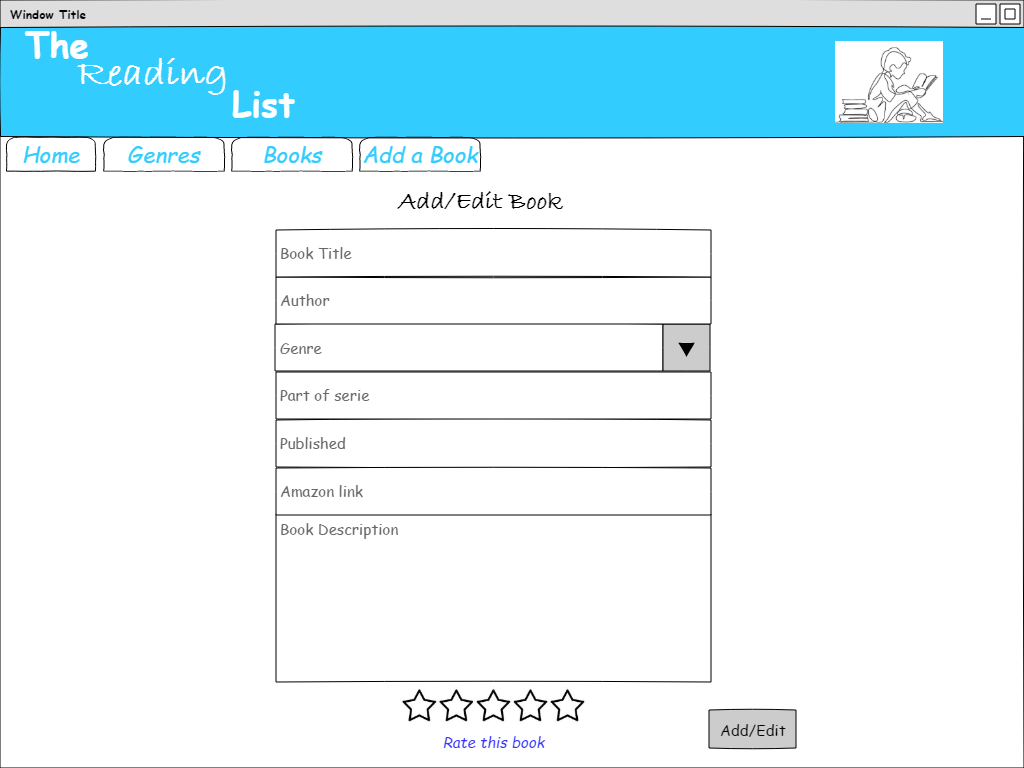 Window Title
The
Reading
List
Home Genres Books Add a Book
Add/Edit Book
Book Title
Author
Genre
Part of serie
Published
Amazon link
Book Description
Rate this book
Add/Edit